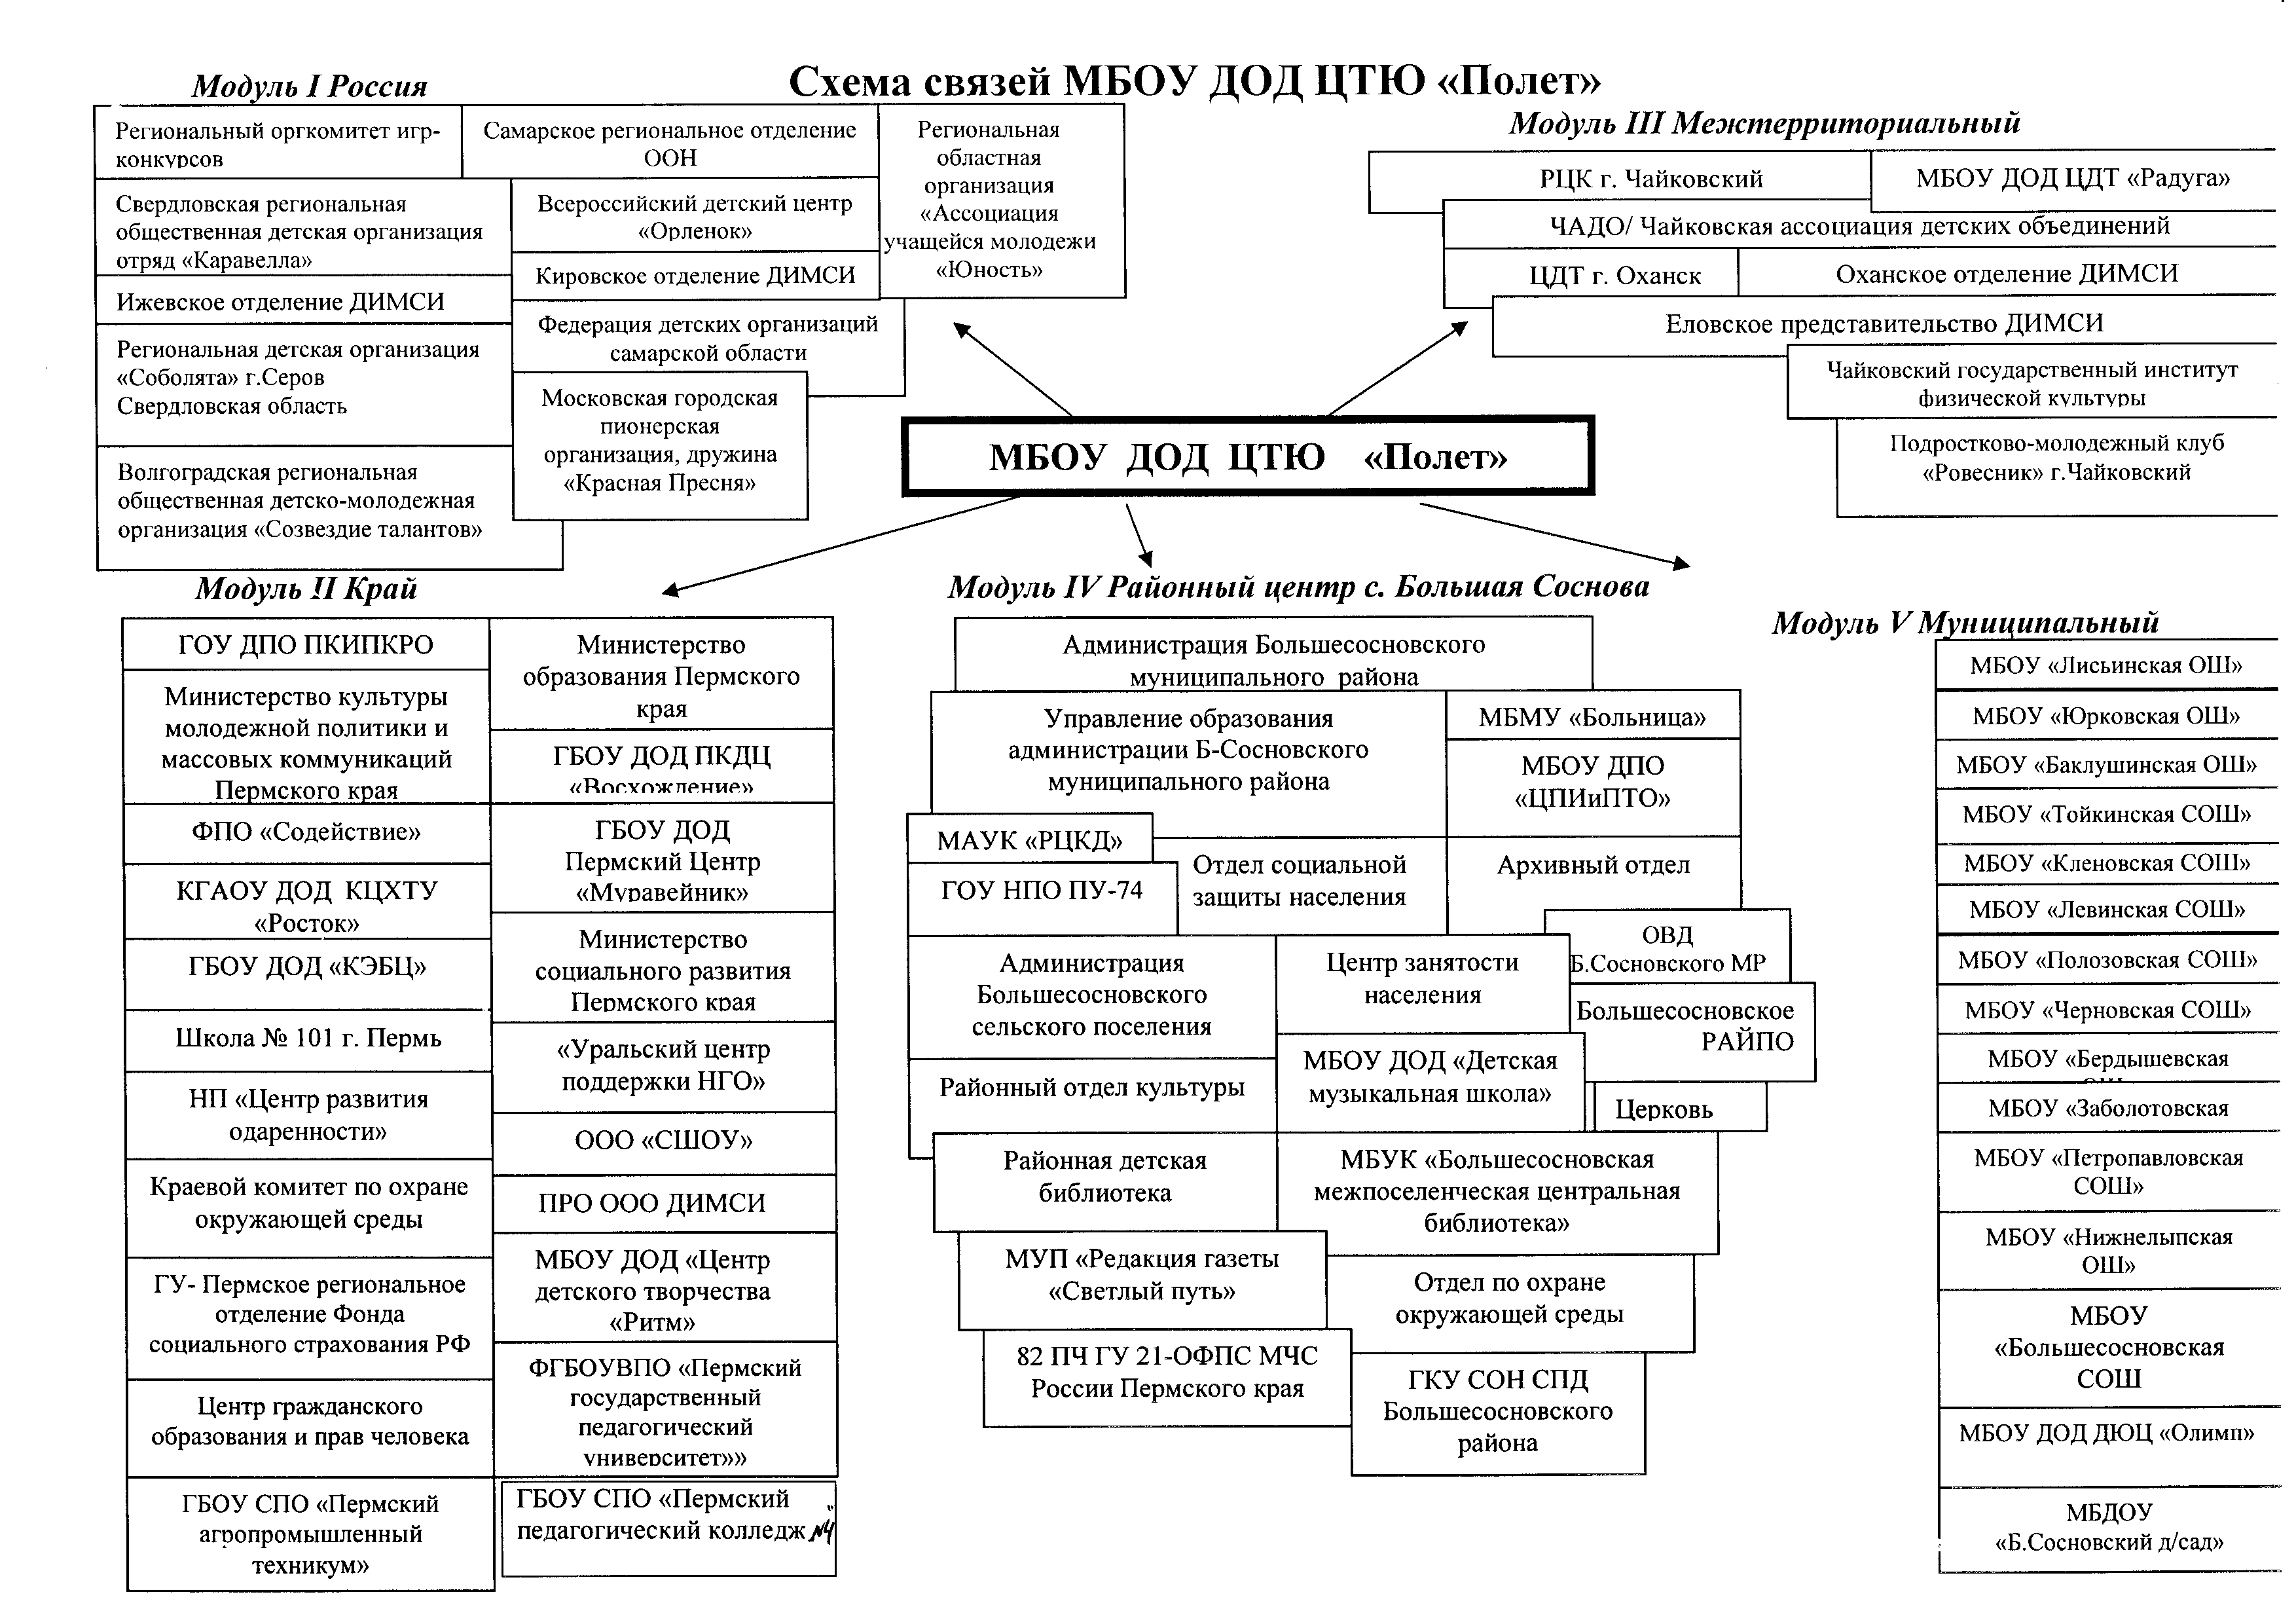 Схема связей МБОУ ДОД ЦТЮ «Полет»
Модуль I Россия
Региональный оргкомитет игр-
конкурсов
Самарское региональное отделение
ООН
Региональная
областная
организация
«Ассоциация
учащейся молодежи
«Юность»
Свердловская региональная
общественная детская организация
отряд «Каравелла»
Всероссийский детский центр
«Орленок»
Кировское отделение ДИМСИ
Ижевское отделение ДИМСИ
Федерация детских организаций
самарской области
Региональная детская организация
«Соболята» г.Серов
Свердловская область
Московская городская
пионерская
организация, дружина
«Красная Пресня»
Волгоградская региональная
общественная детско-молодежная
организация «Созвездие талантов»
Модуль III Межтерриториальный
РЦК г. Чайковский
МБОУ ДОД ЦДТ «Радуга»
ЧАДО/ Чайковская ассоциация детских объединений
ЦДТ г. Оханск
Оханское отделение ДИМСИ
Еловское представительство ДИМСИ
Чайковский государственный институт
физической культуры
Подростково-молодежный клуб
«Ровесник» г.Чайковский
МБОУ ДОД ЦТЮ «Полет»
Модуль II Край
ГОУ ДПО ПКИПКРО
Министерство культуры
молодежной политики и
массовых коммуникаций
Пермского края
ФПО «Содействие»
КГАОУ ДОД КЦХТУ
«Росток»
ГБОУ ДОД «КЭБЦ»
Школа № 101 г. Пермь
НП «Центр развития
одаренности»
Краевой комитет по охране
окружающей среды
ГУ- Пермское региональное
отделение Фонда
социального страхования РФ
Центр гражданского
образования и прав человека
ГБОУ СПО «Пермский
агропромышленный
техникум»
Министерство
образования Пермского
края
ГБОУ ДОД ПКДЦ
«Восхождение»
ГБОУ ДОД
Пермский Центр
«Муравейник»
Министерство
социального развития
Пермского края
«Уральский центр
поддержки НГО»
ООО «СШОУ»
ПРО ООО ДИМСИ
МБОУ ДОД «Центр
детского творчества
«Ритм»
ФГБОУВПО «Пермский
государственный
педагогический
университет»»
ГБОУ СПО «Пермский
педагогический колледж №4"
Модуль IV Районный центр с. Большая Соснова
Администрация Большесосновского
муниципального района
Управление образования
администрации Б-Сосновского
муниципального района
МБМУ «Больница»
МБОУ ДПО
«ЦПИиПТО»
МАУК «РЦКД»
ГОУ НПО ПУ-74
Отдел социальной
защиты населения
Архивный отдел
ОВД
Б.Сосновского МР
Администрация
Большесосновского
сельского поселения
Центр занятости
населения
Большесосновское
РАЙПО
Районный отдел культуры
МБОУ ДОД «Детская
музыкальная школа»
Церковь
Районная детская
библиотека
МБУК «Большесосновская
межпоселенческая центральная
библиотека»
МУП «Редакция газеты
«Светлый путь»
Отдел по охране
окружающей среды
82 ПЧ ГУ 21-ОФПС МЧС
России Пермского края
ГКУ СОН СПД
Большесосновского
района
Модуль V Муниципальный
МБОУ «Лисьинская ОШ»
МБОУ «Юрковская ОШ»
МБОУ «Баклушинская ОШ»
МБОУ «Тойкинская СОШ»
МБОУ «Кленовская СОШ»
МБОУ «Левинская СОШ»
МБОУ «Полозовская СОШ»
МБОУ «Черновская СОШ»
МБОУ «Бердышевская
МБОУ «Заболотовская
МБОУ «Петропавловская
СОШ»
МБОУ «Нижнелыпская
ОШ»
МБОУ
«Большесосновская
СОШ
МБОУ ДОД ДЮЦ «Олимп»
МБДОУ
«Б.Сосновский д/сад»